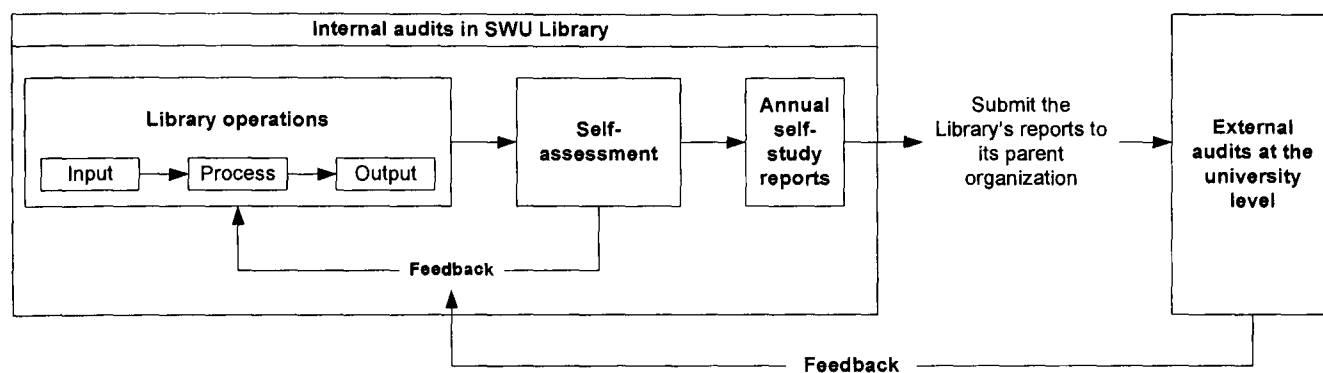 Internal audits in SWU Library
Library operations
Input
Process
Output
Self-
assessment
Annual
self-
study
reports
Submit the
Library's reports to
its parent
organization
External
audits at the
university
level
Feedback
Feedback